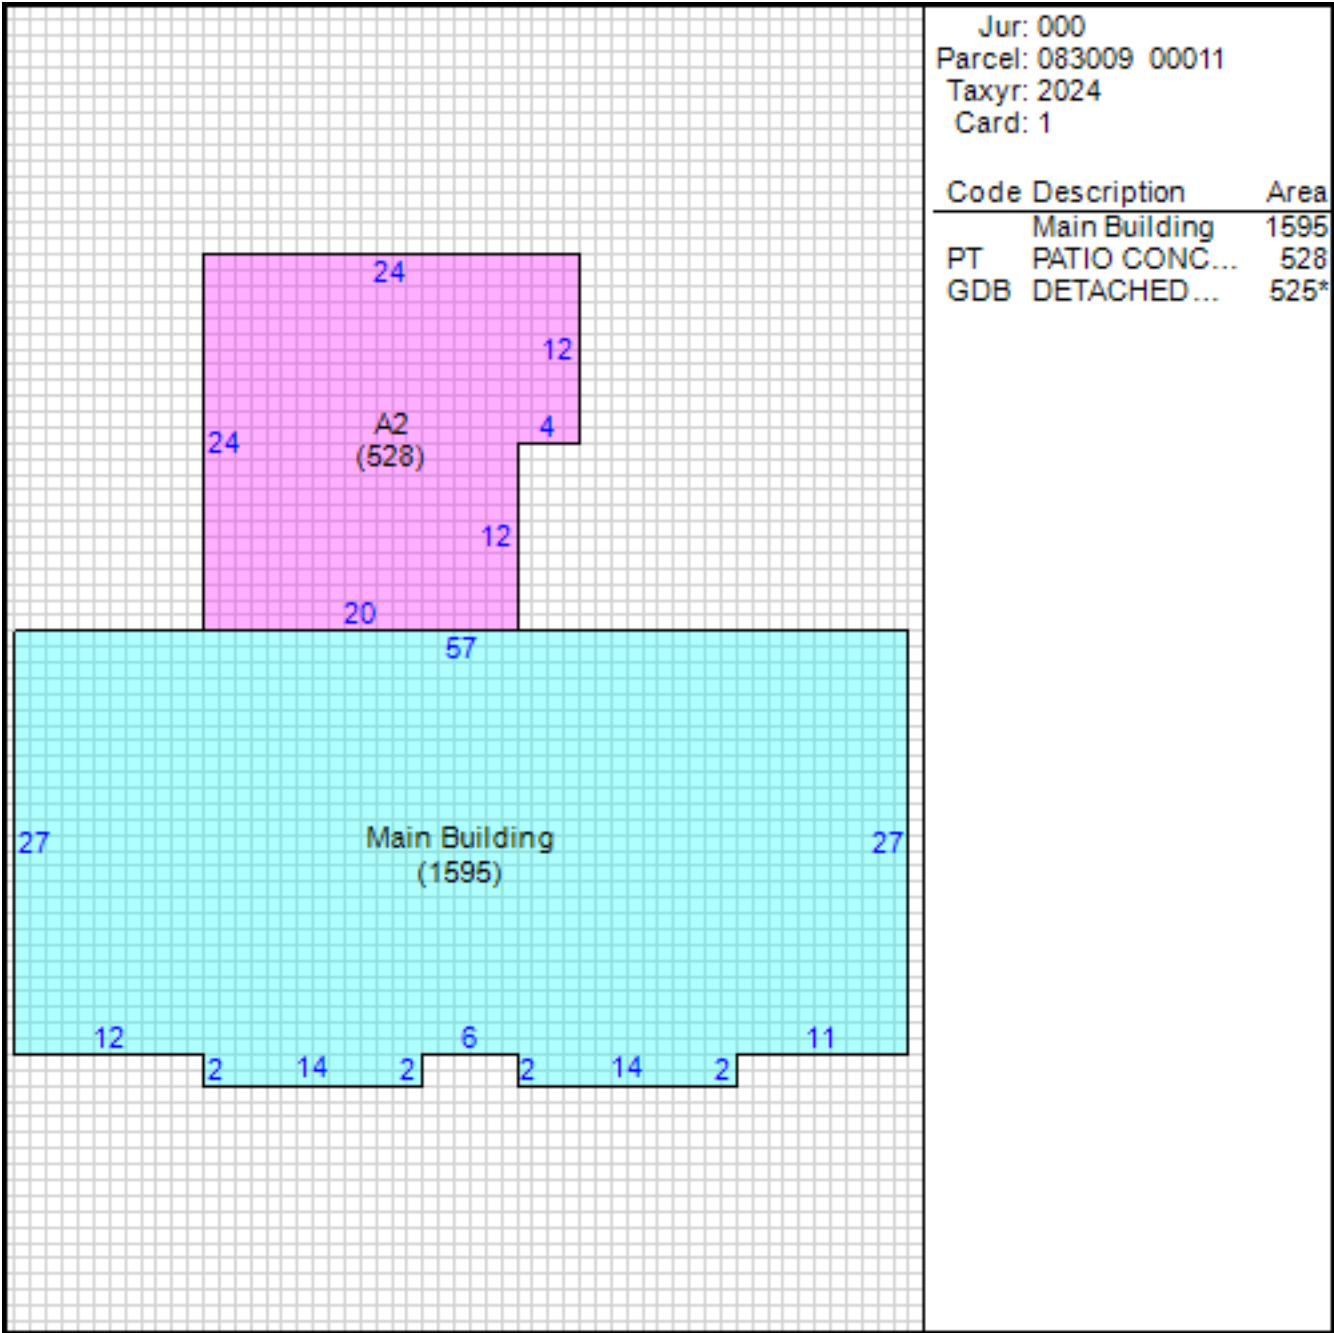 Jur: 000
Parcel: 083009 00011
Taxyr: 2024
Card: 1
Code Description Area
Main Building 1595
PT PATIO CONC... 528
GDB DETACHED... 525*
24
12
A2
(528)
24
4
12
20
57
27
Main Building
(1595)
27
12
6
11
2
14
2
2
14
2